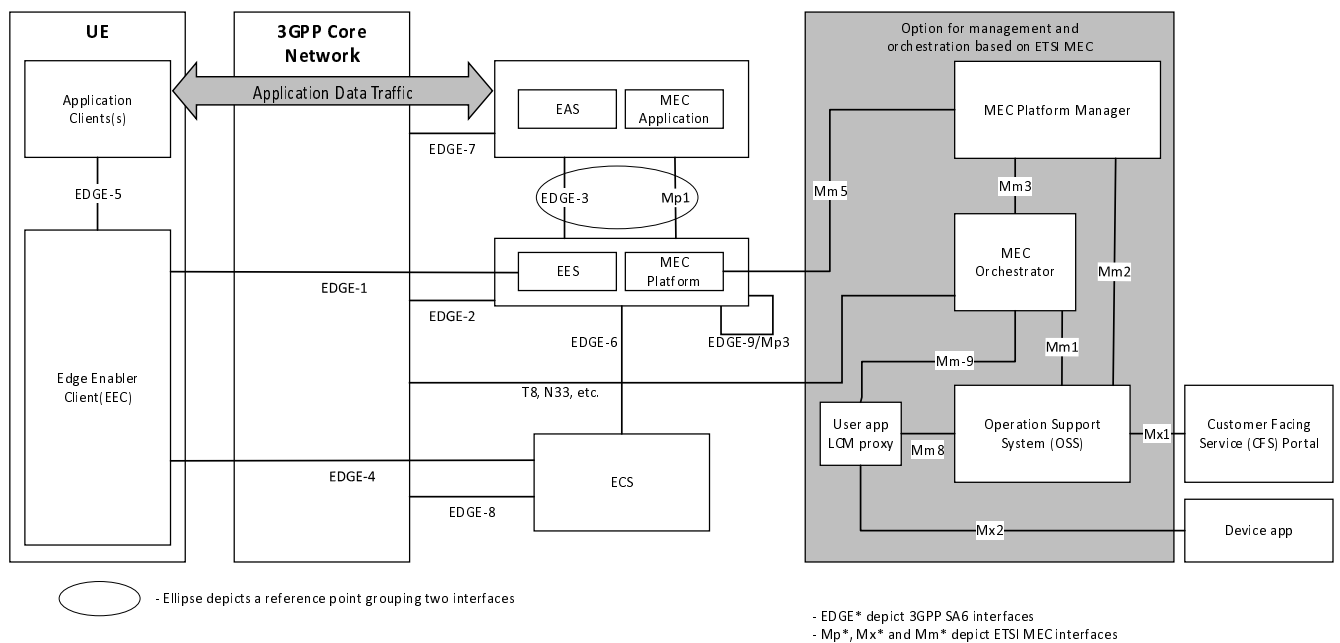 UE
3GPP Core
Network
Option for management and
orchestration based on ETSI MEC
Application
Clients(s)
Application Data Traffic
EAS
MEC
Application
MEC Platform Manager
EDGE-7
EDGE-5
EDGE-3
Mp1
Mm5
Mm3
Mm2
Edge Enabler
Client(EEC)
EES
MEC
Platform
MEC
Orchestrator
EDGE-1
EDGE-2
EDGE-6
EDGE-9/Mp3
Mm-9
Mm1
T8, N33, etc.
User app
LCM proxy
Mm8
Operation Support
System (OSS)
Mx1
Customer Facing
Service (CFS) Portal
EDGE-4
ECS
EDGE-8
Mx2
Device app
- Ellipse depicts a reference point grouping two interfaces
- EDGE* depict 3GPP SA6 interfaces
- Mp*, Mx* and Mm* depict ETSI MEC interfaces